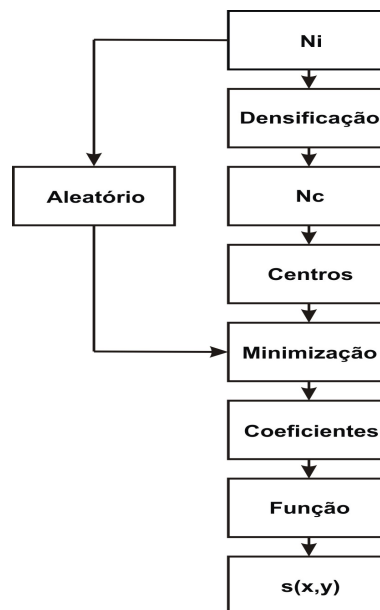 Ni
Densificação
Aleatório
Nc
Centros
Minimização
Coeficientes
Função
s(x,y)